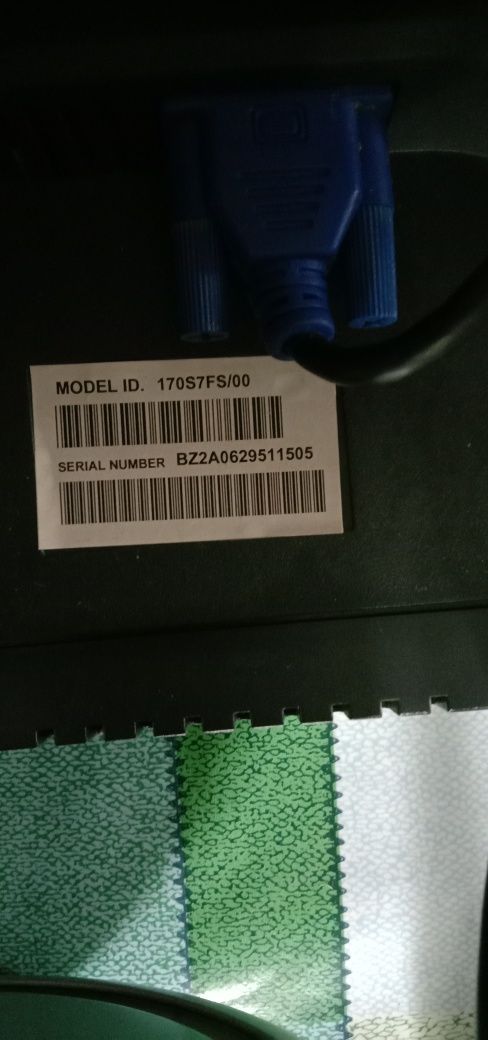 MODEL ID. 170S7FS/00
SERIAL NUMBER BZ2A0629511505